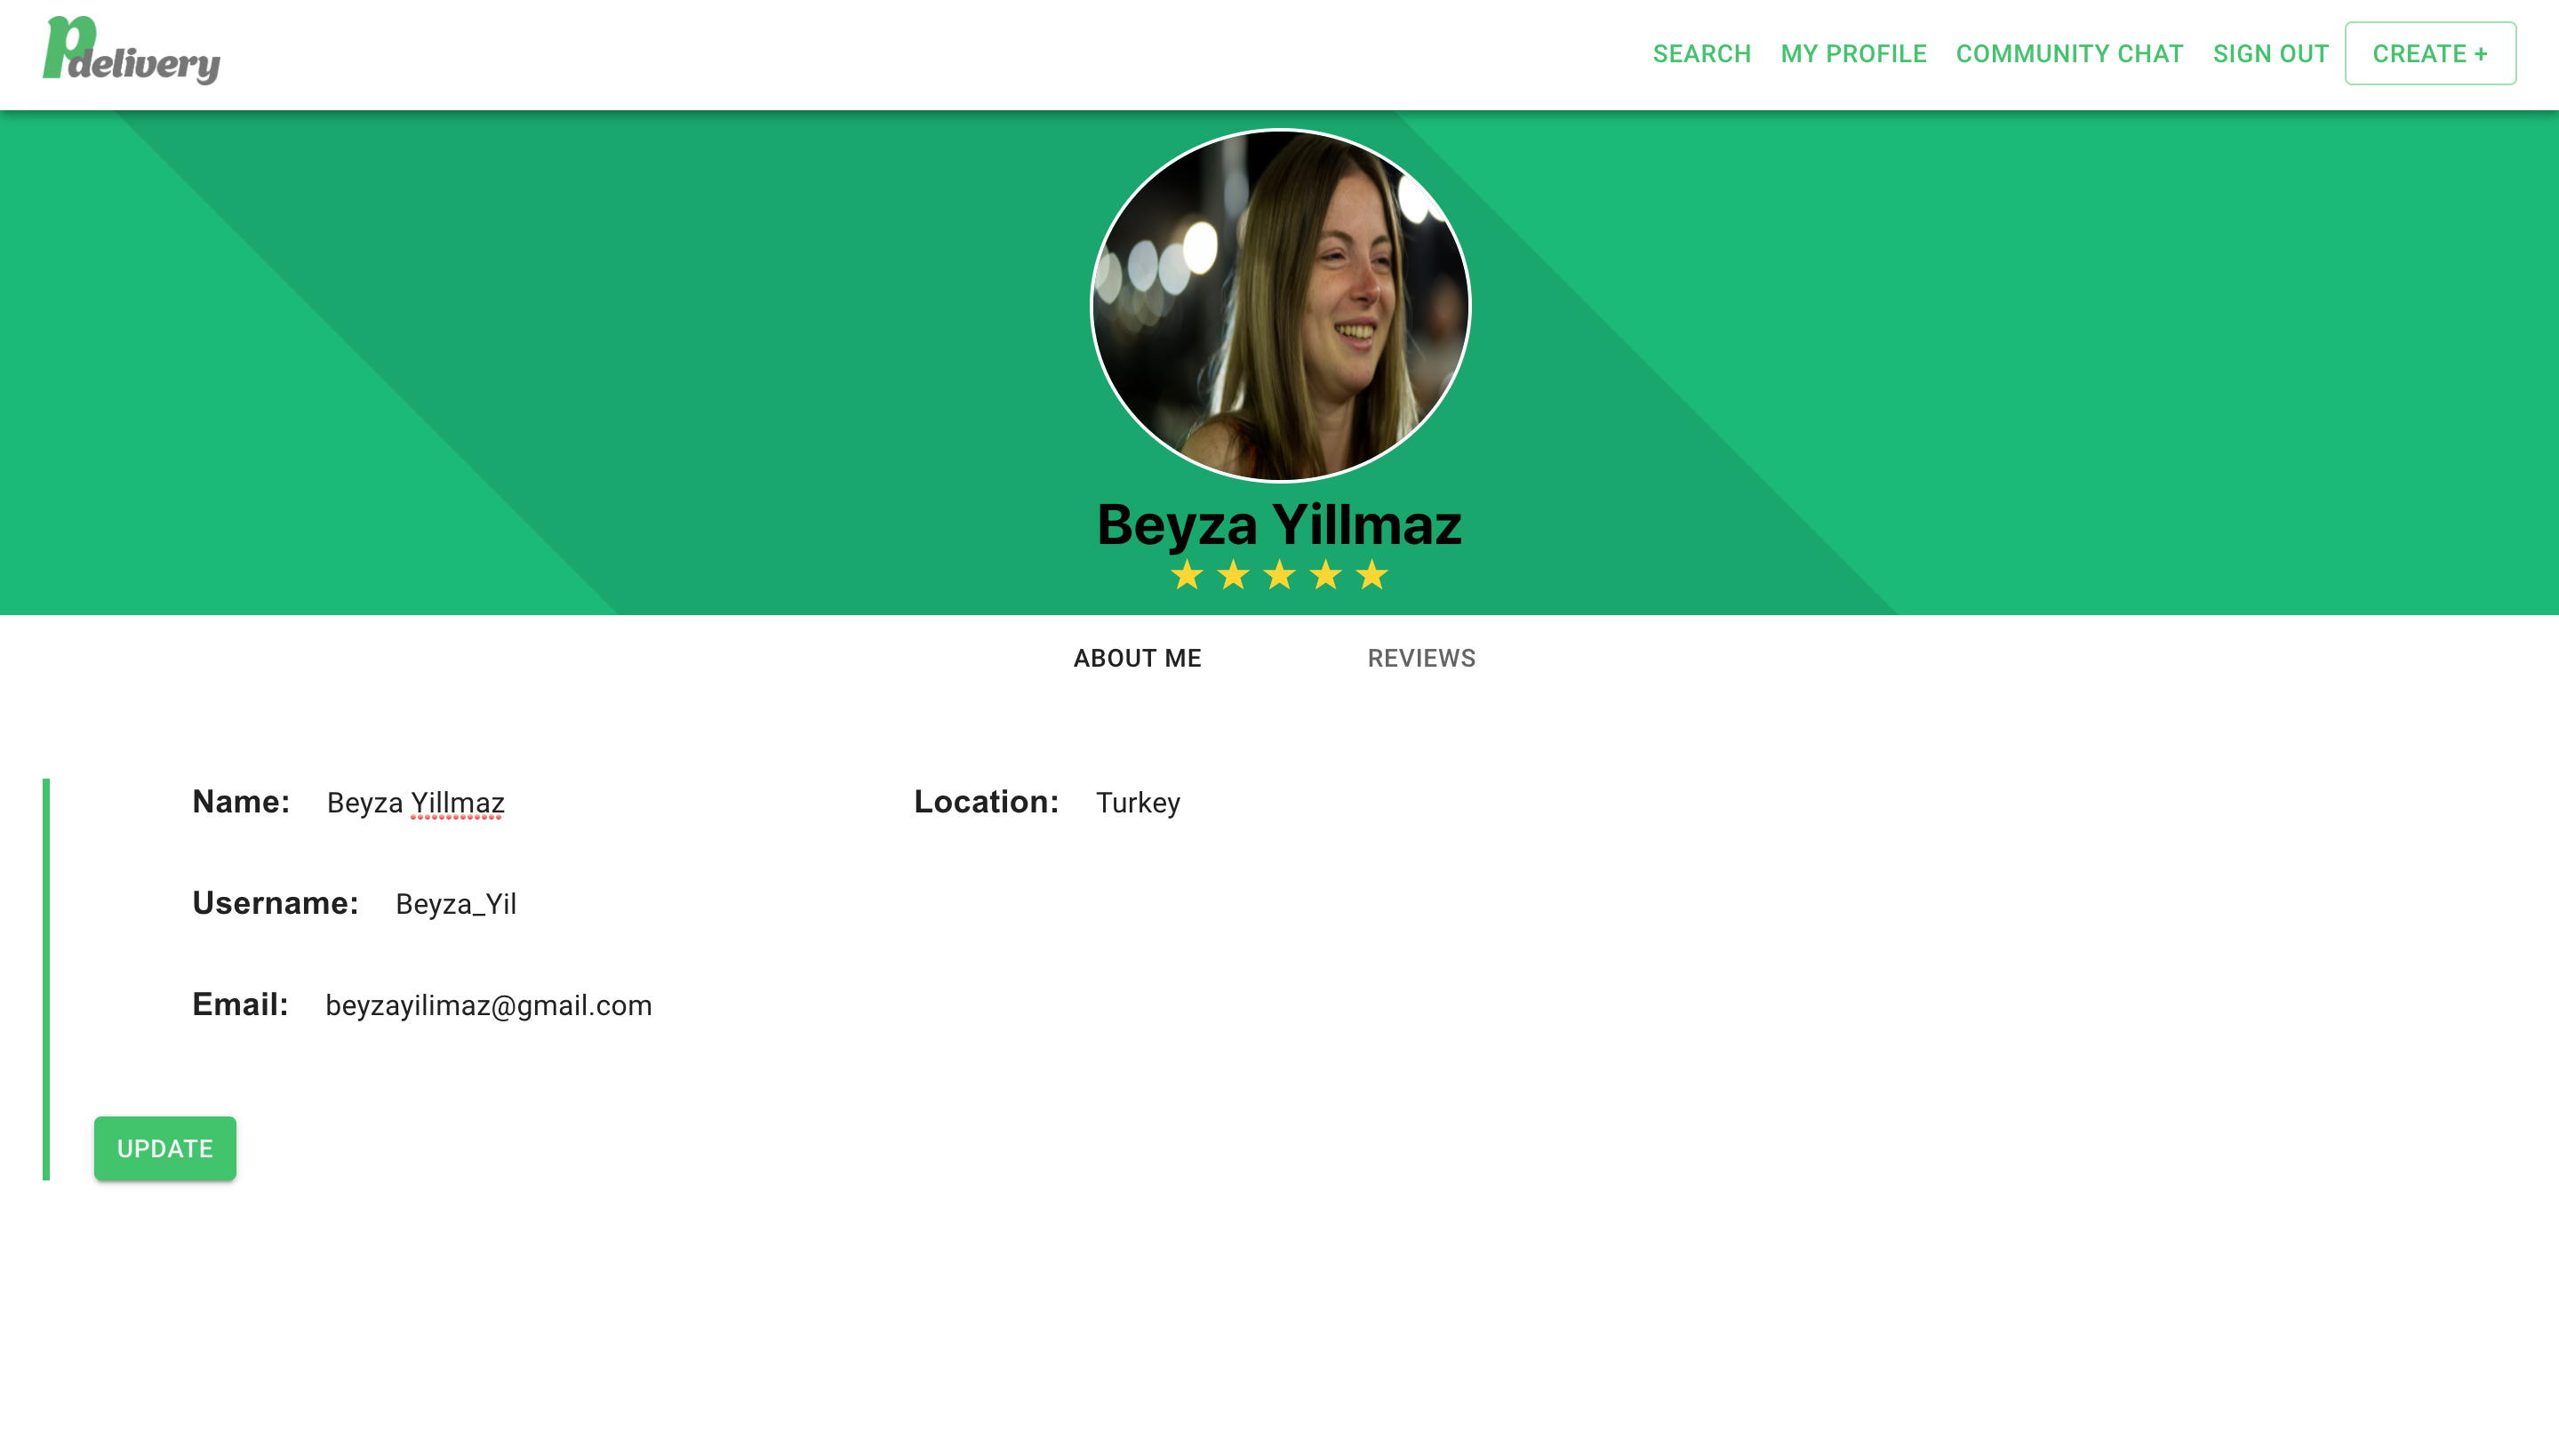 Pdelivery
SEARCH MY PROFILE COMMUNITY CHAT SIGN OUT CREATE +
Beyza Yillmaz
ABOUT ME REVIEWS
Name: Beyza Yillmaz Location: Turkey
Username: Beyza_Yil
Email: beyzayilimaz@gmail.com
UPDATE